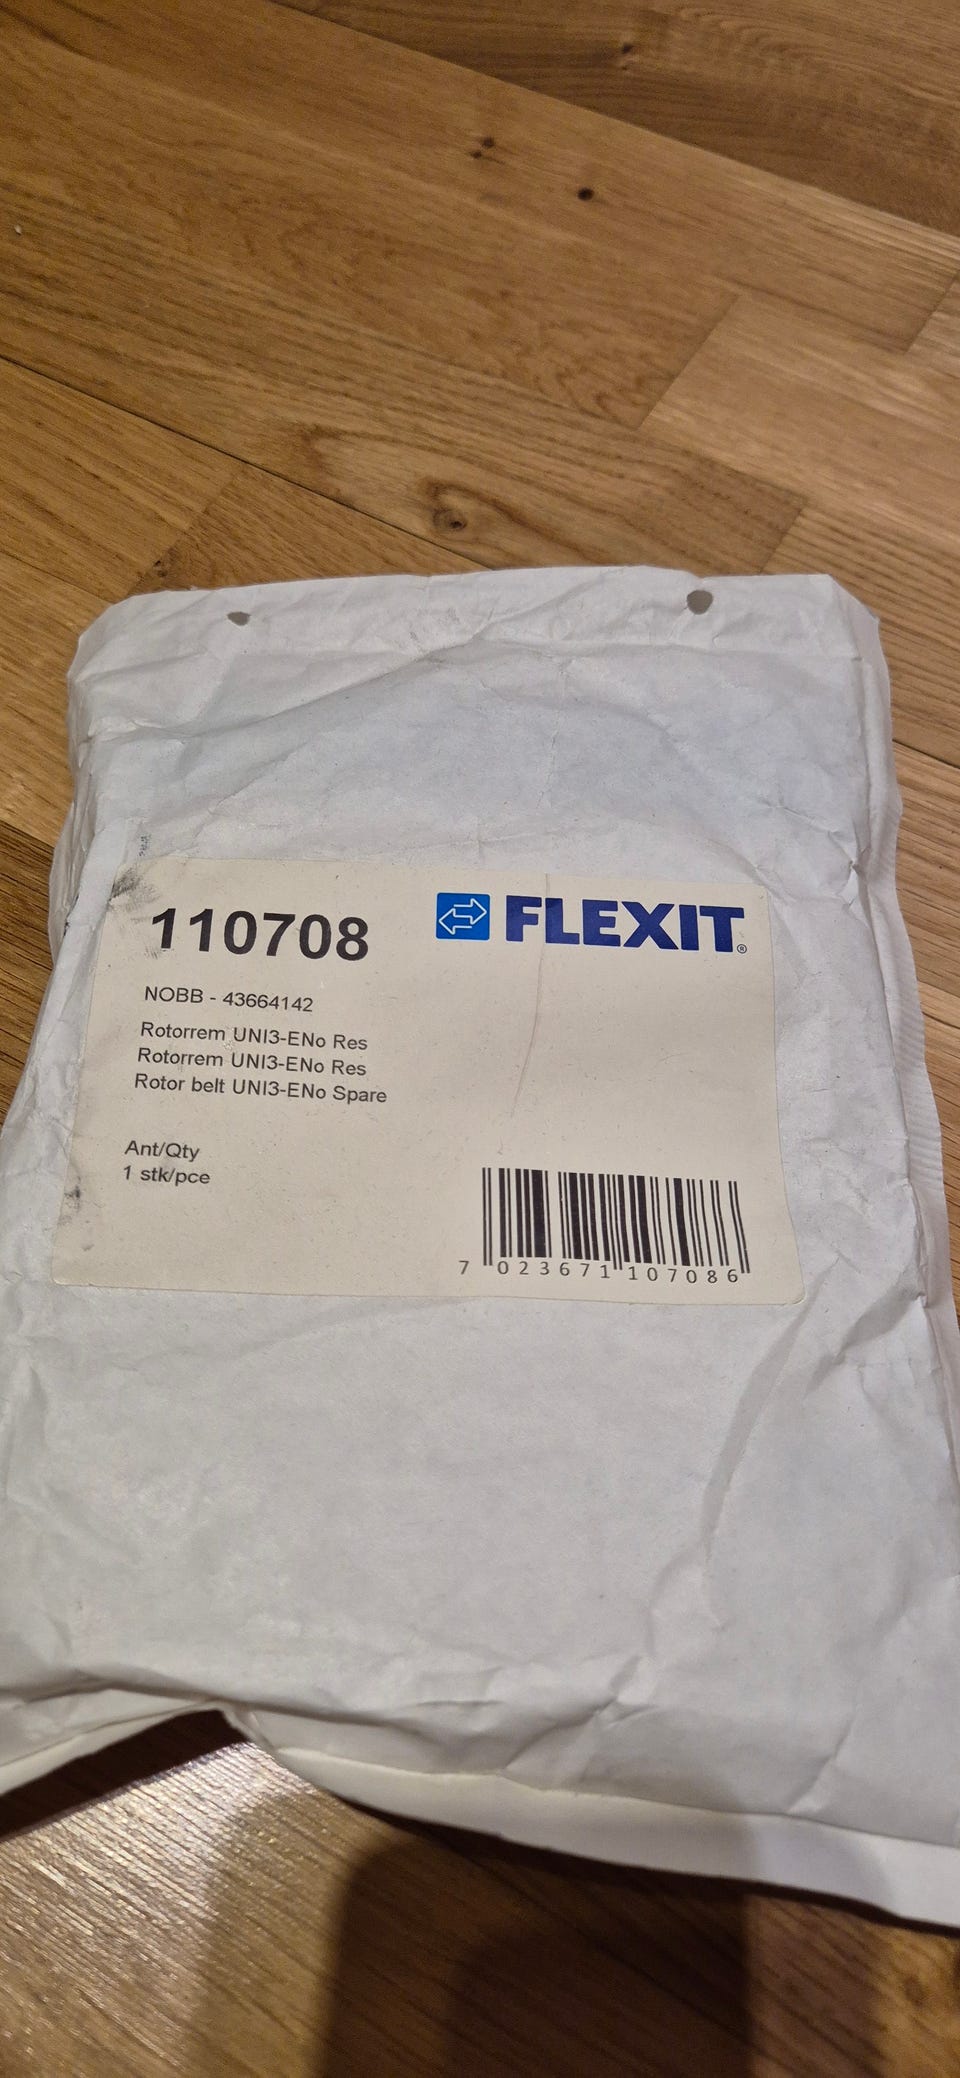 110708
FLEXIT®
NOBB - 43664142
Rotorrem UNI3-ENo Res
Rotorrem UNI3-ENo Res
Rotor belt UNI3-ENo Spare
Ant/Qty
1 stk/pce
7 023671 107086